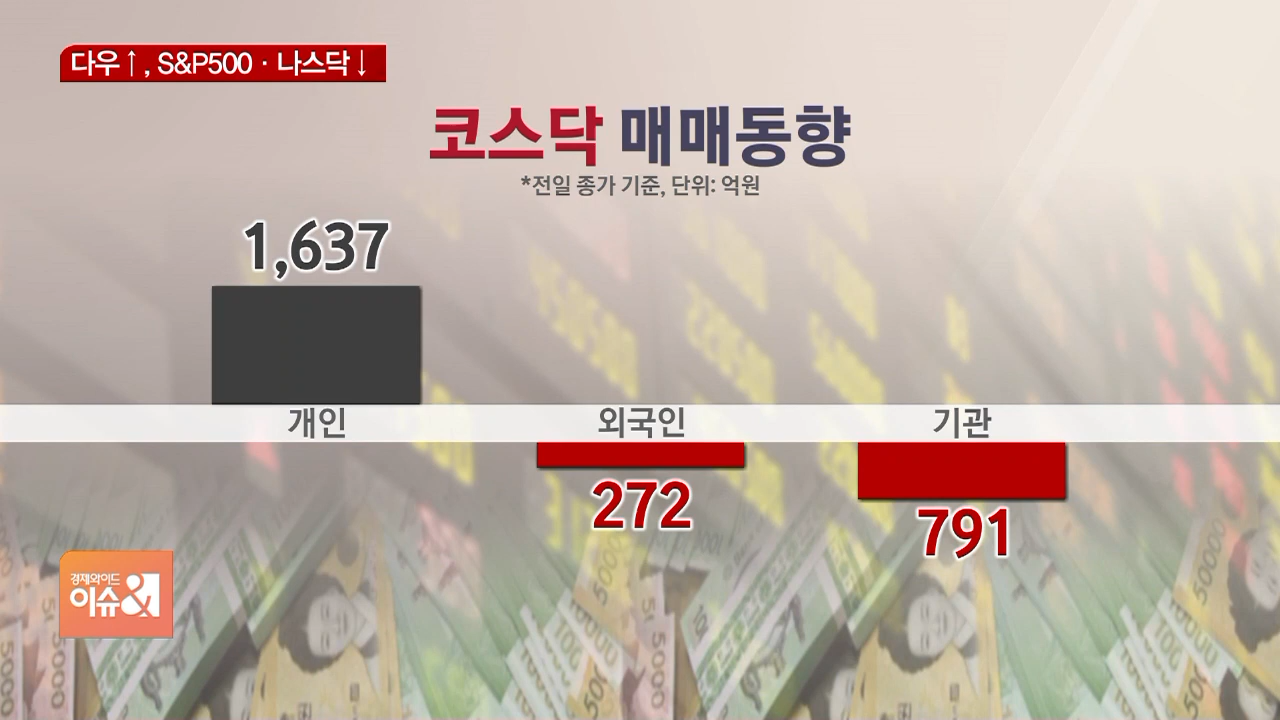 다우↑, S&P500·나스닥↓
코스닥 매매동향
*전일 종가 기준, 단위: 억원
1,637
개인
외국인
기관
272
791
경제와이드
이슈&